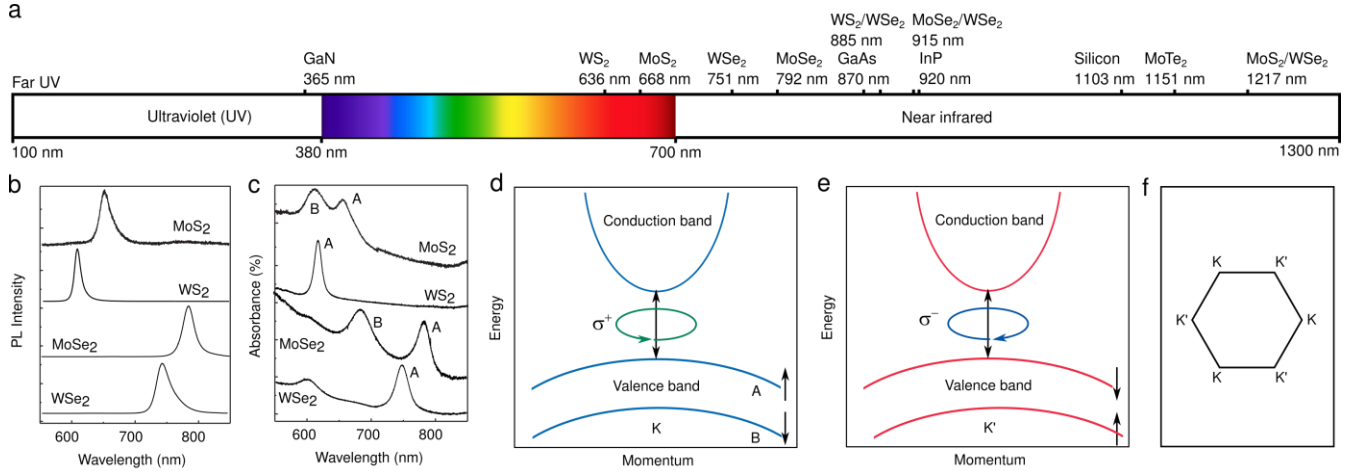 a
WS₂/WSe₂ MoSe₂/WSe₂
885 nm 915 nm
GaN WS₂ MoS₂ WSe₂ MoSe₂ GaAs InP Silicon MoTe₂ MoS₂/WSe₂
Far UV 365 nm 636 nm 668 nm 751 nm 792 nm 870 nm 920 nm 1103 nm 1151 nm 1217 nm
Ultraviolet (UV) Near infrared
100 nm 380 nm 700 nm 1300 nm
b
PL Intensity
MoS₂
WS₂
MoSe₂
WSe₂
600 700 800
Wavelength (nm)
c
Absorbance (%)
B A
MoS₂
A
WS₂
B A
MoSe₂
A
WSe₂
600 700 800
Wavelength (nm)
d
Energy
Conduction band
σ⁺
Valence band
A
K
B
Momentum
e
Energy
Conduction band
σ⁻
Valence band
K'
Momentum
f
K K'
K' K
K K'